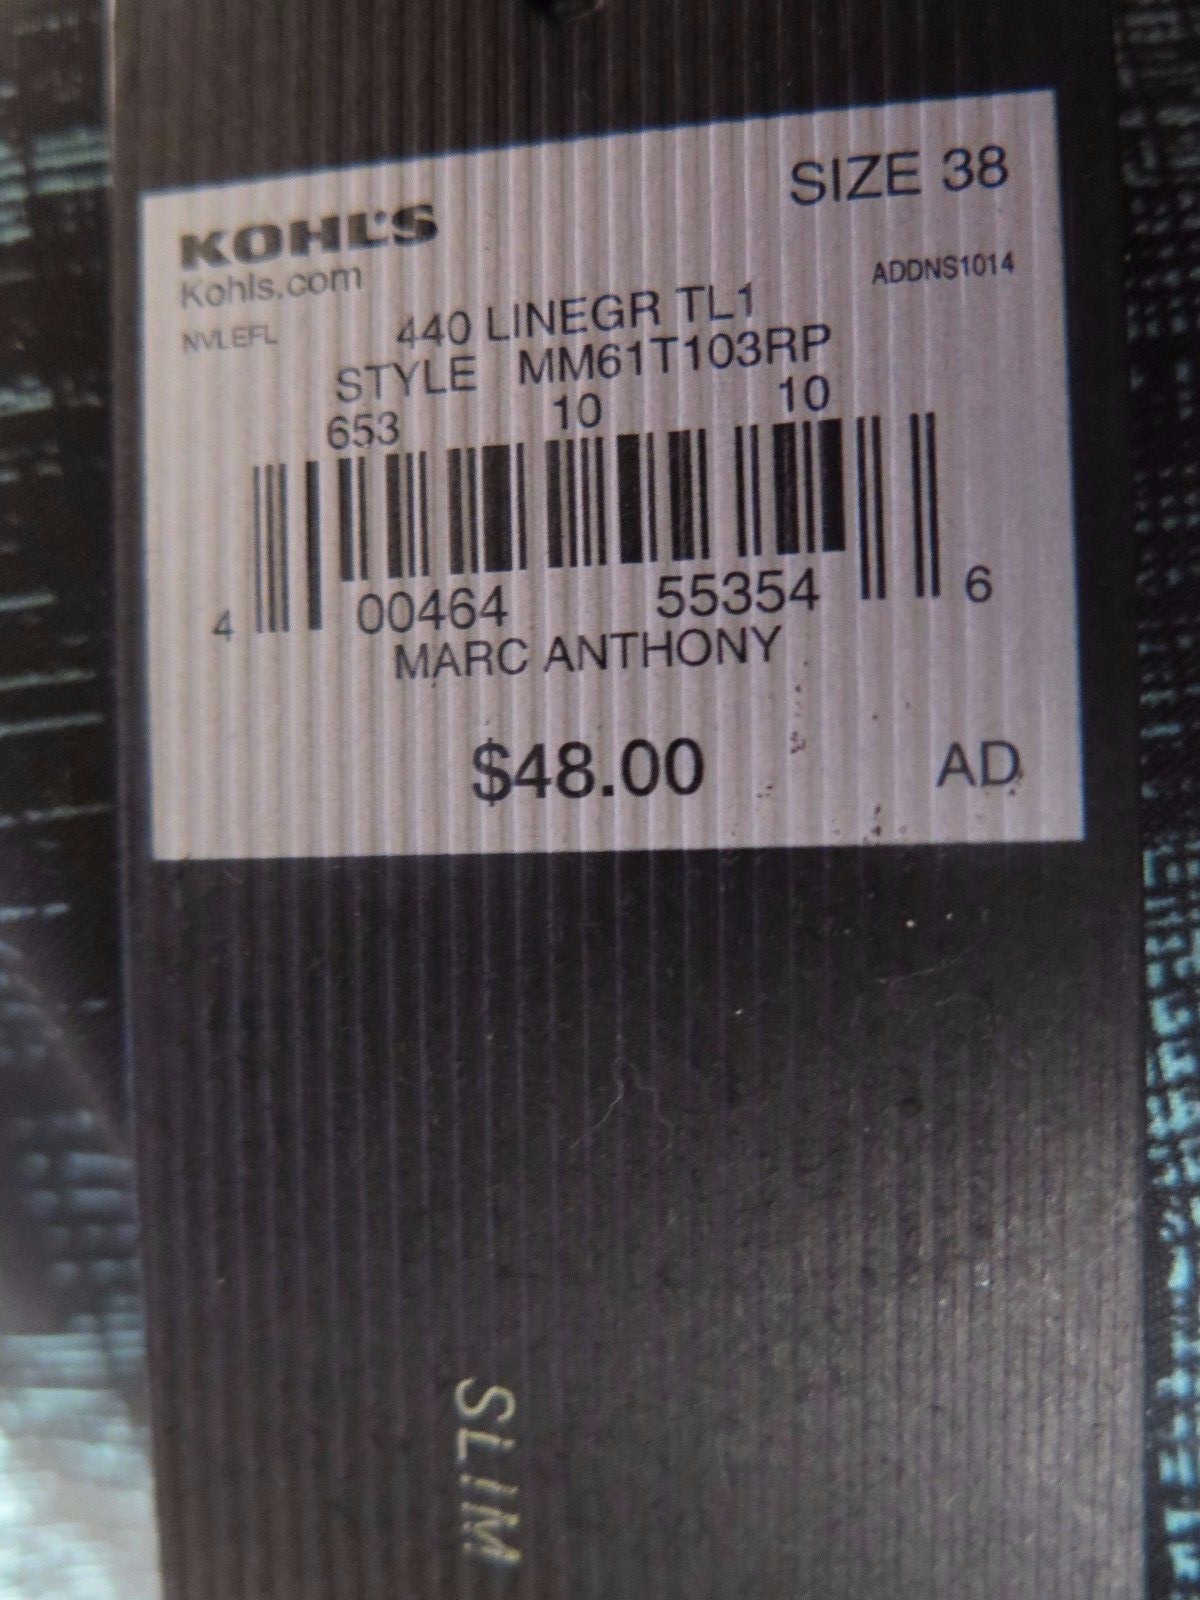 SIZE 38
KOHL'S
Kohls.com
ADDNS1014
NVLEFL
440 LINEGR TL1
STYLE MM61T103RP
653 10 10
4 00464 55354 6
MARC ANTHONY
$48.00 AD
SLIM